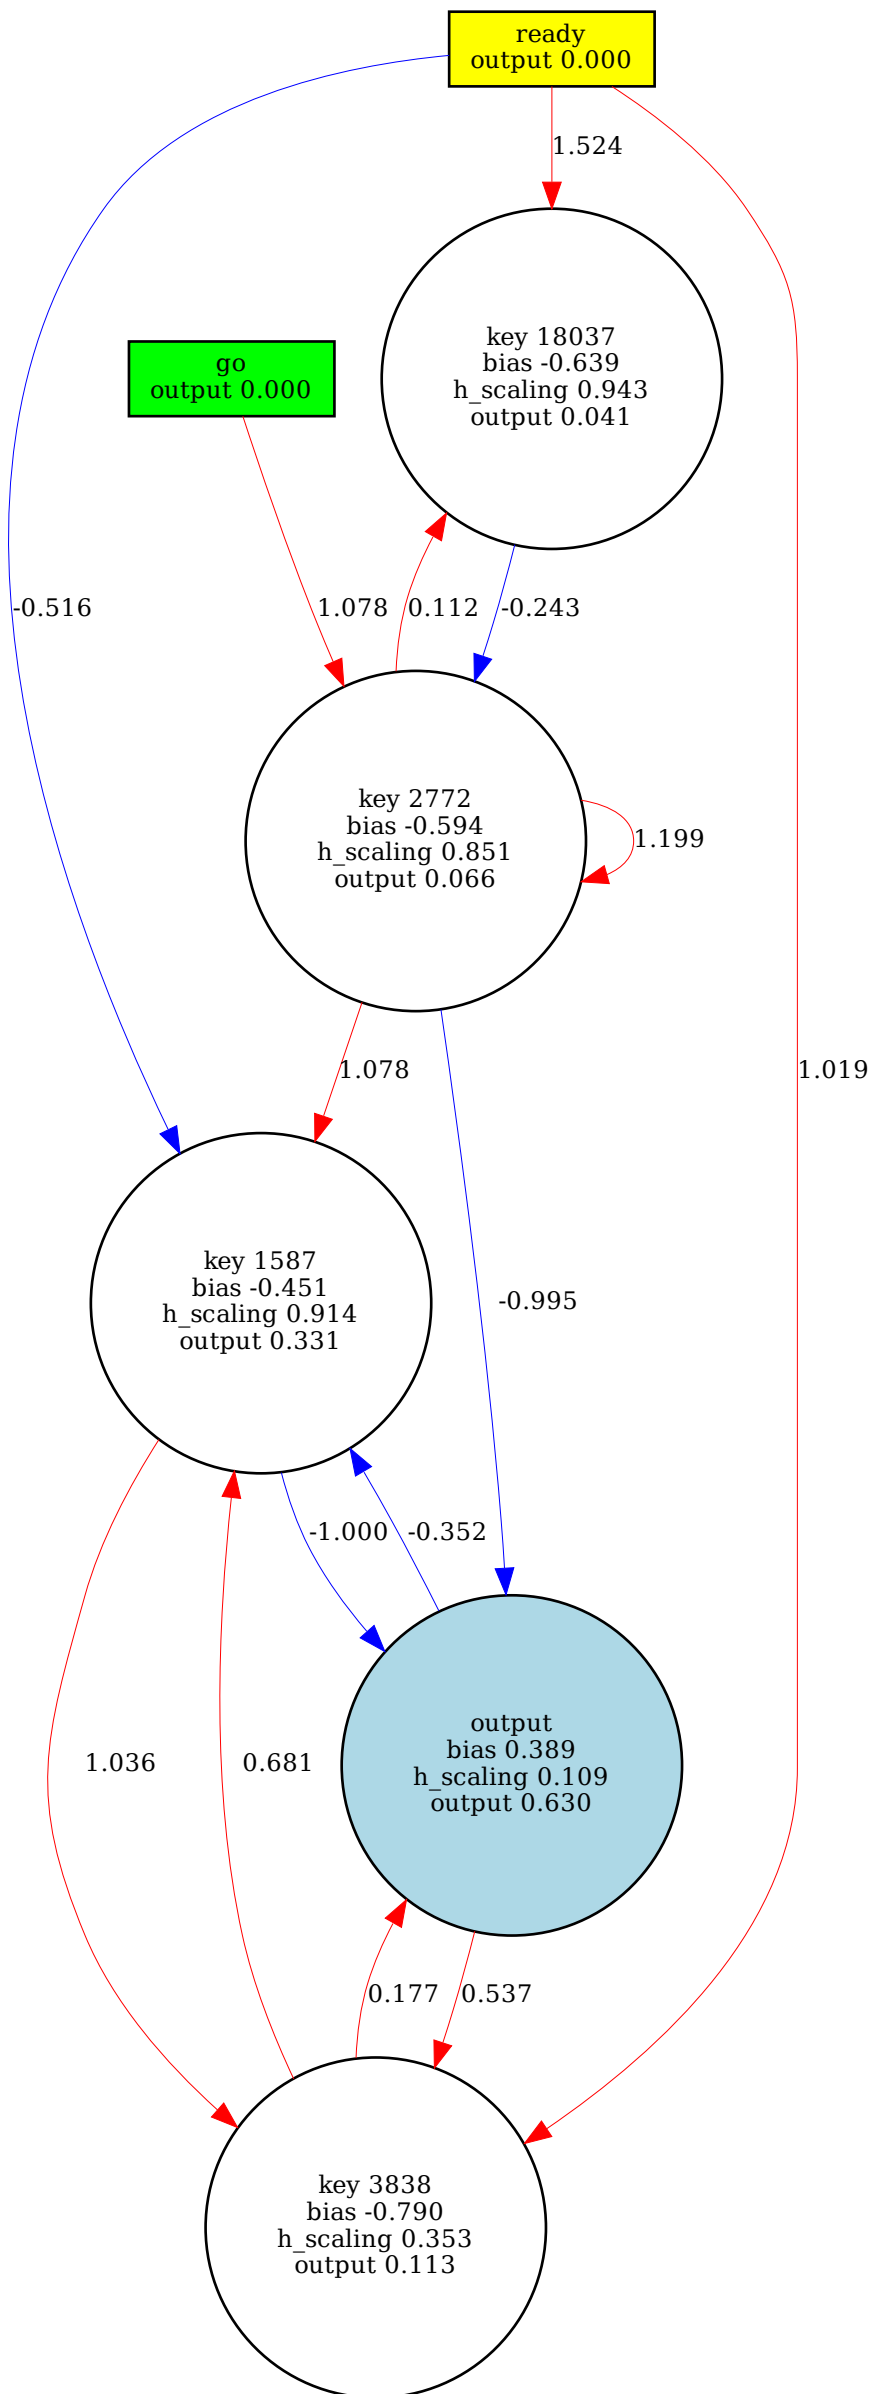 ready
output 0.000
1.524
key 18037
bias -0.639
h_scaling 0.943
output 0.041
go
output 0.000
-0.516
1.078
0.112
-0.243
key 2772
bias -0.594
h_scaling 0.851
output 0.066
1.199
1.078
1.019
key 1587
bias -0.451
h_scaling 0.914
output 0.331
-0.995
-1.000
-0.352
output
bias 0.389
h_scaling 0.109
output 0.630
1.036
0.681
0.177
0.537
key 3838
bias -0.790
h_scaling 0.353
output 0.113